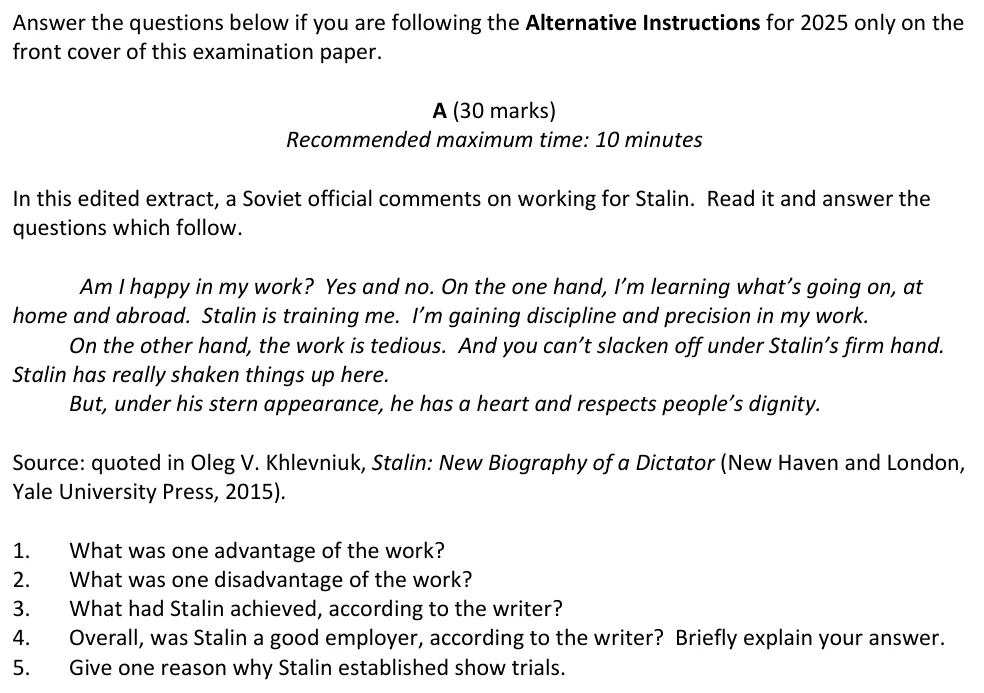 Answer the questions below if you are following the Alternative Instructions for 2025 only on the
front cover of this examination paper.
A (30 marks)
Recommended maximum time: 10 minutes
In this edited extract, a Soviet official comments on working for Stalin. Read it and answer the
questions which follow.
Am I happy in my work? Yes and no. On the one hand, I’m learning what’s going on, at
home and abroad. Stalin is training me. I’m gaining discipline and precision in my work.
On the other hand, the work is tedious. And you can’t slacken off under Stalin’s firm hand.
Stalin has really shaken things up here.
But, under his stern appearance, he has a heart and respects people’s dignity.
Source: quoted in Oleg V. Khlevniuk, Stalin: New Biography of a Dictator (New Haven and London,
Yale University Press, 2015).
1. What was one advantage of the work?
2. What was one disadvantage of the work?
3. What had Stalin achieved, according to the writer?
4. Overall, was Stalin a good employer, according to the writer? Briefly explain your answer.
5. Give one reason why Stalin established show trials.